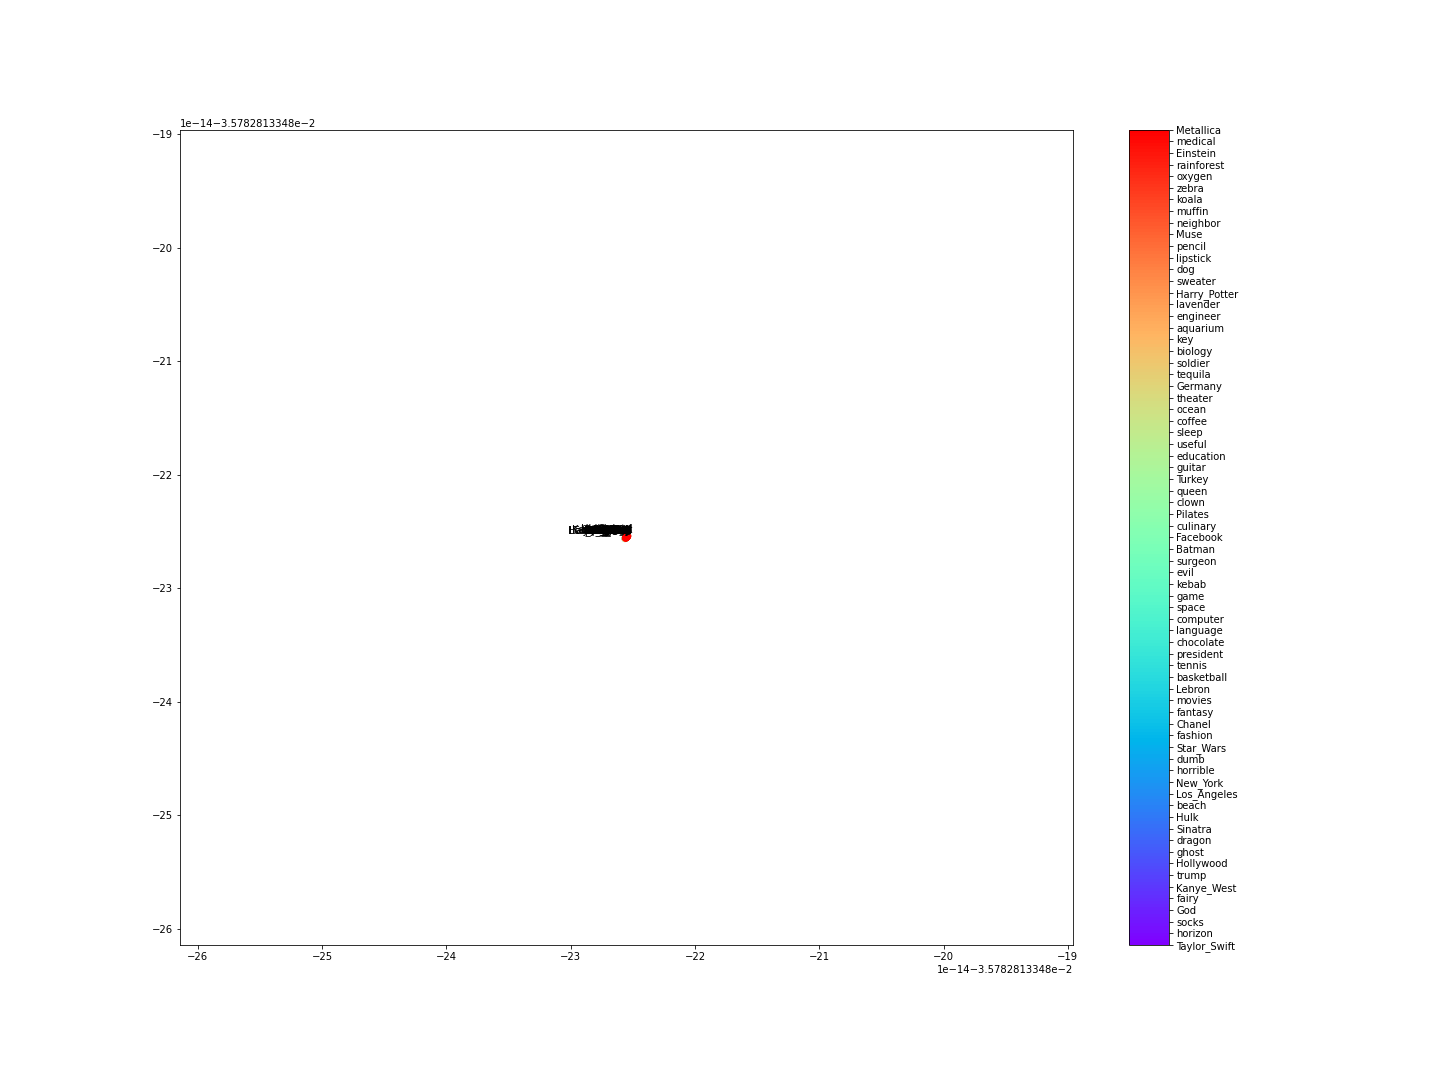 1e−14−3.5782813348e−2
−19
−20
−21
−22
−23
−24
−25
−26
−26
−25
−24
−23
−22
−21
−20
−19
1e−14−3.5782813348e−2
Metallica
medical
Einstein
rainforest
oxygen
zebra
koala
muffin
neighbor
Muse
pencil
lipstick
dog
sweater
Harry_Potter
lavender
engineer
aquarium
key
biology
soldier
tequila
Germany
theater
ocean
coffee
sleep
useful
education
guitar
Turkey
queen
clown
Pilates
culinary
Facebook
Batman
surgeon
evil
kebab
game
space
computer
language
chocolate
president
tennis
basketball
Lebron
movies
fantasy
Chanel
fashion
Star_Wars
dumb
horrible
New_York
Los_Angeles
beach
Hulk
Sinatra
dragon
ghost
Hollywood
trump
Kanye_West
fairy
God
socks
horizon
Taylor_Swift